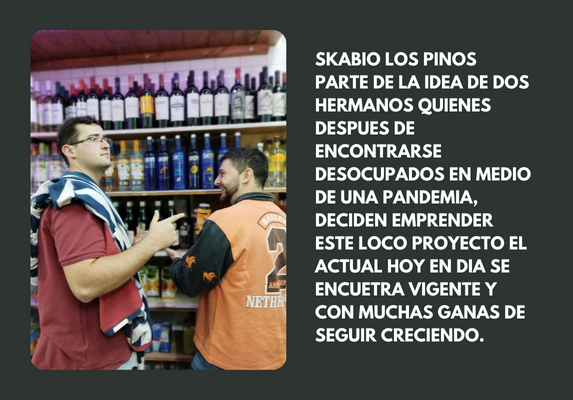 SKABIO LOS PINOS
PARTE DE LA IDEA DE DOS
HERMANOS QUIENES
DESPUES DE
ENCONTRARSE
DESOCUPADOS EN MEDIO
DE UNA PANDEMIA,
DECIDEN EMPRENDER
ESTE LOCO PROYECTO EL
ACTUAL HOY EN DIA SE
ENCUETRA VIGENTE Y
CON MUCHAS GANAS DE
SEGUIR CRECIENDO.
SKYY
2